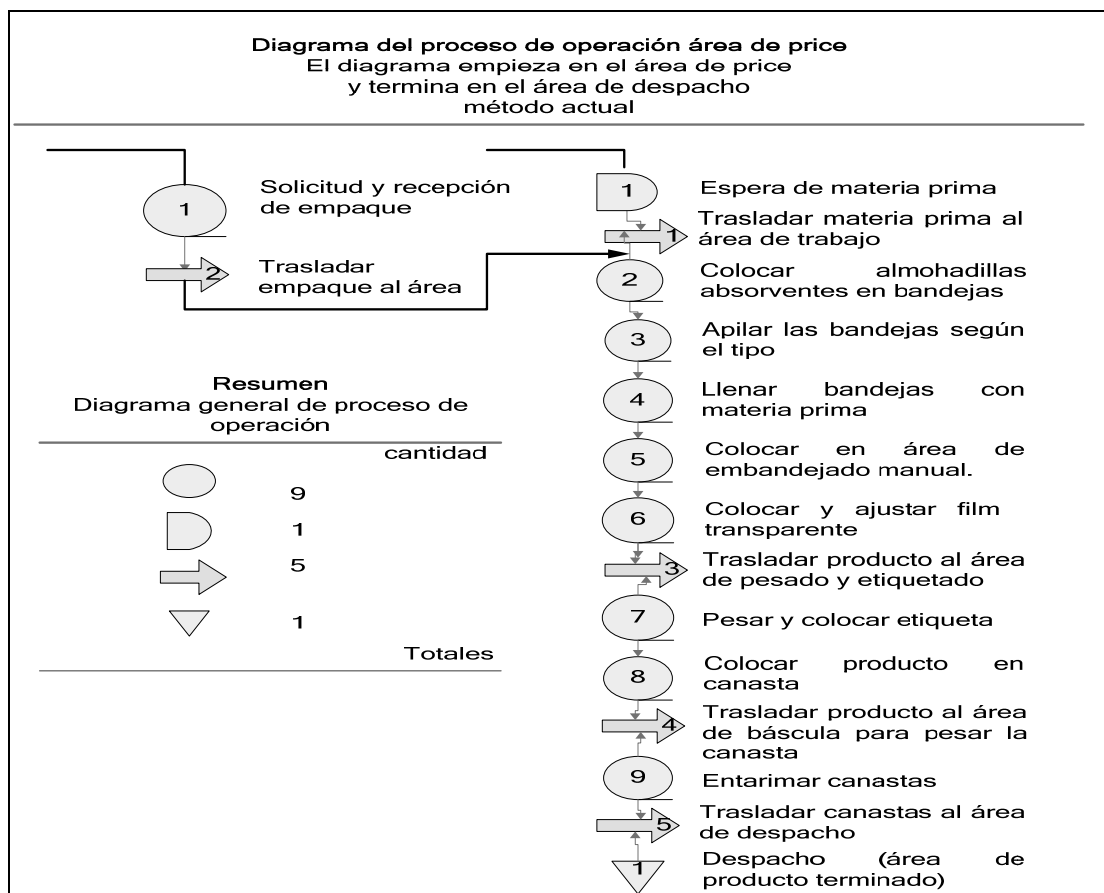 Diagrama del proceso de operación área de price
El diagrama empieza en el área de price
y termina en el área de despacho
método actual
1
Solicitud y recepción
de empaque
2
Trasladar
empaque al área
Resumen
Diagrama general de proceso de
operación
cantidad
9
1
5
1
Totales
1
Espera de materia prima
1
Trasladar materia prima al
área de trabajo
2
Colocar almohadillas
absorventes en bandejas
3
Apilar las bandejas según
el tipo
4
Llenar bandejas con
materia prima
5
Colocar en área de
embandejado manual.
6
Colocar y ajustar film
transparente
3
Trasladar producto al área
de pesado y etiquetado
7
Pesar y colocar etiqueta
8
Colocar producto en
canasta
4
Trasladar producto al área
de báscula para pesar la
canasta
9
Entarimar canastas
5
Trasladar canastas al área
de despacho
1
Despacho (área de
producto terminado)